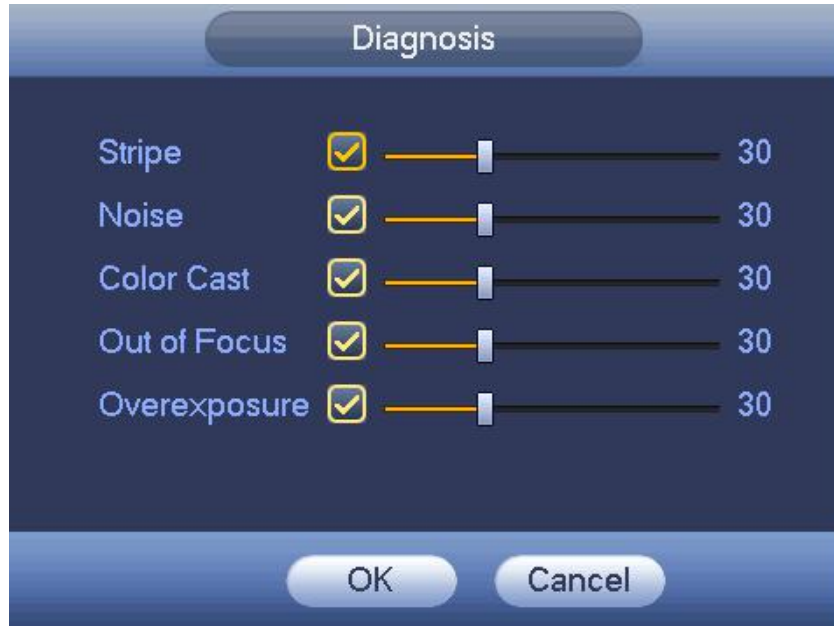 Diagnosis
Stripe 30
Noise 30
Color Cast 30
Out of Focus 30
Overexposure 30
OK Cancel